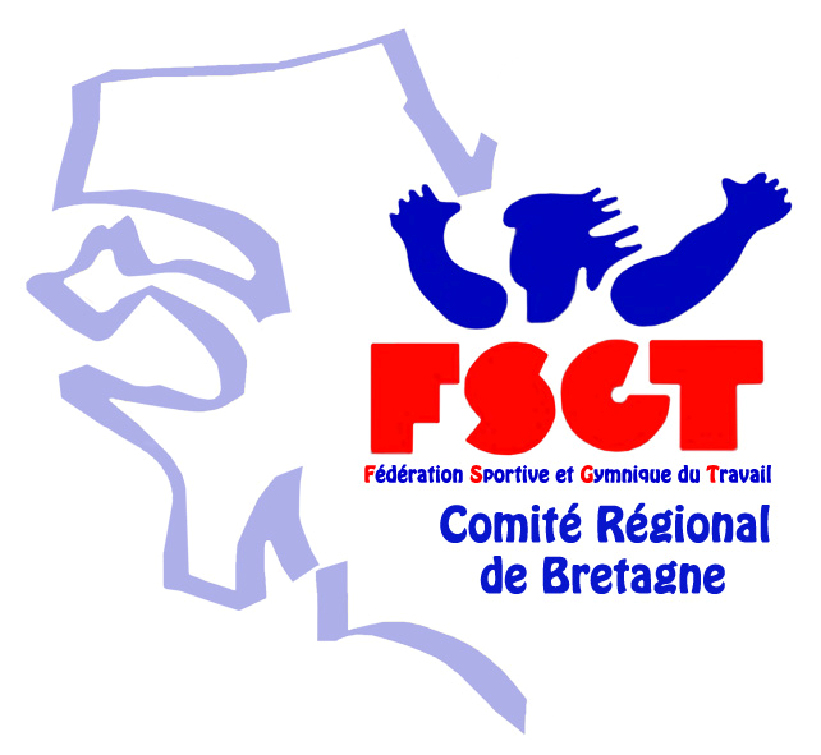 FSGT
Fédération Sportive et Gymnique du Travail
Comité Régional
de Bretagne